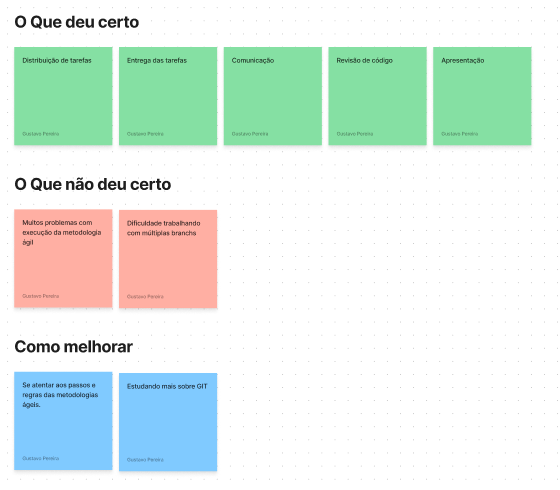 O Que deu certo
Distribuição de tarefas
Entrega das tarefas
Comunicação
Revisão de código
Apresentação
Gustavo Pereira
Gustavo Pereira
Gustavo Pereira
Gustavo Pereira
Gustavo Pereira
O Que não deu certo
Muitos problemas com
execução da metodologia
ágil
Dificuldade trabalhando
com múltiplas branchs
Gustavo Pereira
Gustavo Pereira
Como melhorar
Se atentar aos passos e
regras das metodologias
ágeis.
Estudando mais sobre GIT
Gustavo Pereira
Gustavo Pereira